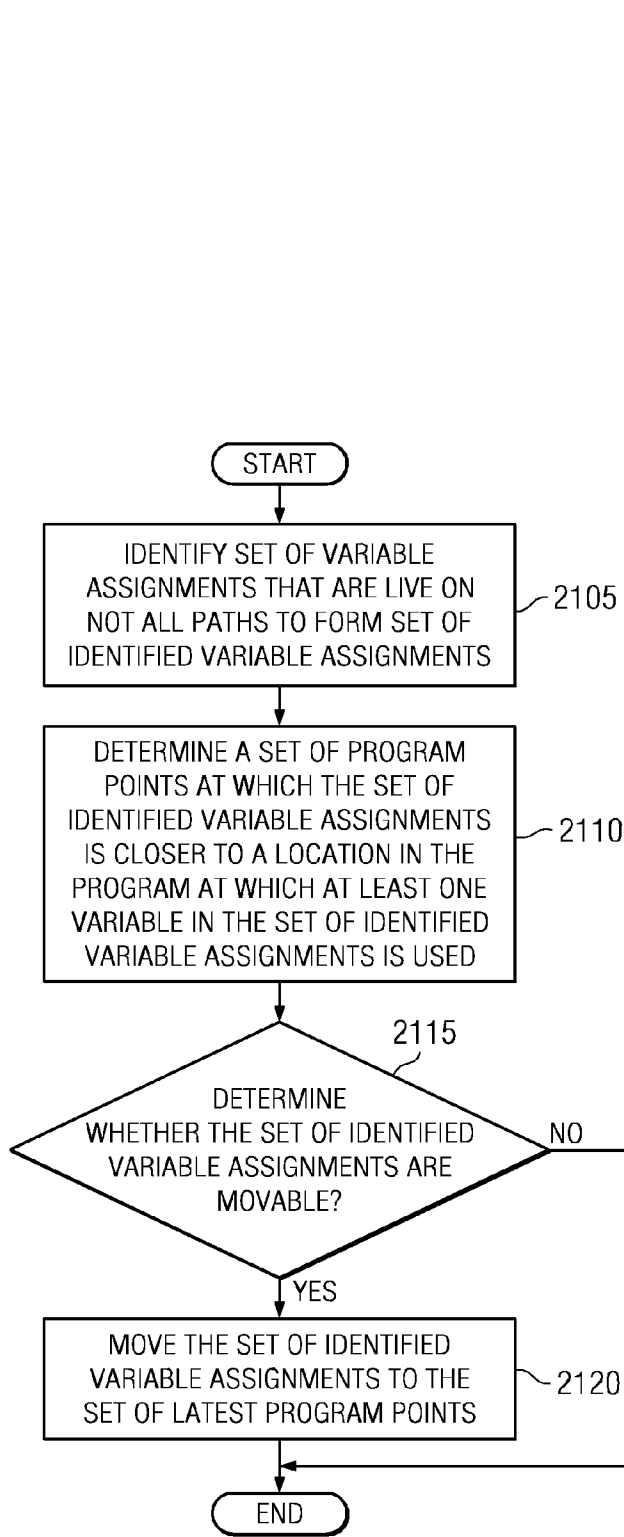 START
IDENTIFY SET OF VARIABLE
ASSIGNMENTS THAT ARE LIVE ON
NOT ALL PATHS TO FORM SET OF
IDENTIFIED VARIABLE ASSIGNMENTS
2105
DETERMINE A SET OF PROGRAM
POINTS AT WHICH THE SET OF
IDENTIFIED VARIABLE ASSIGNMENTS
IS CLOSER TO A LOCATION IN THE
PROGRAM AT WHICH AT LEAST ONE
VARIABLE IN THE SET OF IDENTIFIED
VARIABLE ASSIGNMENTS IS USED
2110
2115
DETERMINE
WHETHER THE SET OF IDENTIFIED
VARIABLE ASSIGNMENTS ARE
MOVABLE?
NO
YES
MOVE THE SET OF IDENTIFIED
VARIABLE ASSIGNMENTS TO THE
SET OF LATEST PROGRAM POINTS
2120
END